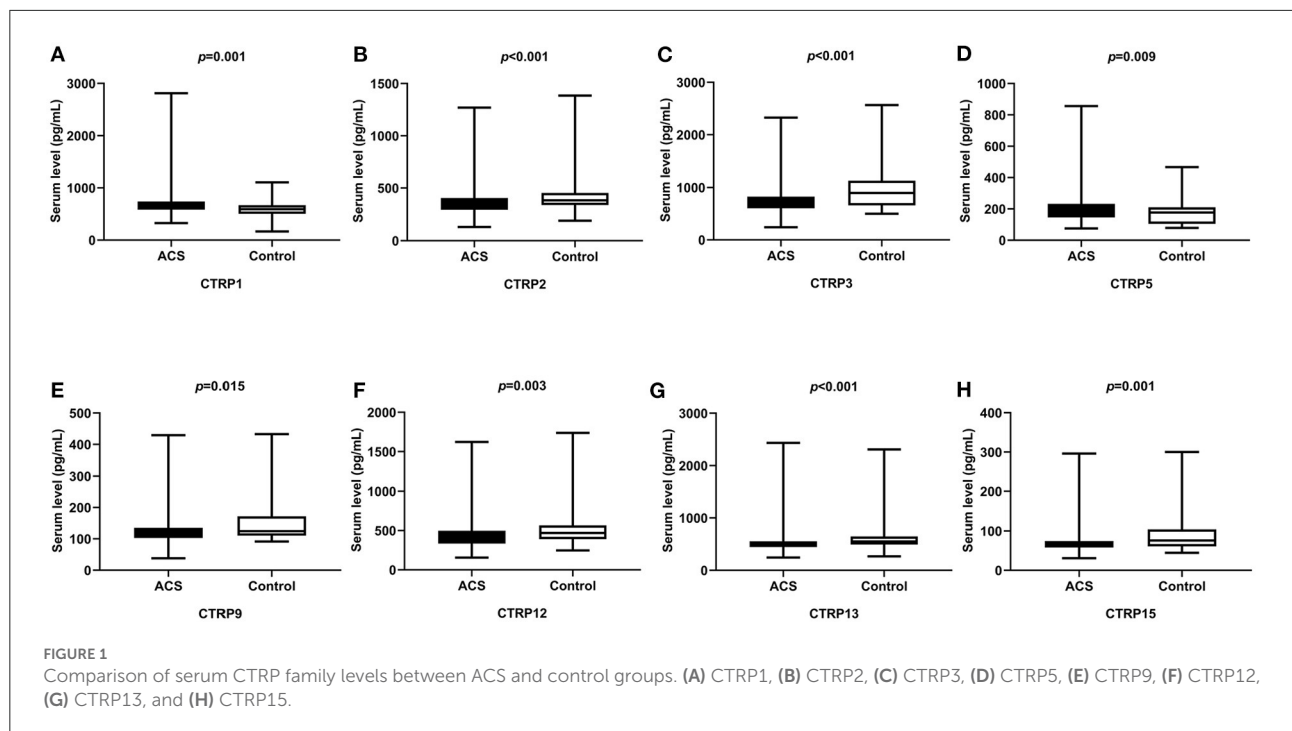 A
p=0.001
Serum level (pg/mL)
3000
2000
1000
0
ACS Control
CTRP1
B
p<0.001
Serum level (pg/mL)
1500
1000
500
0
ACS Control
CTRP2
C
p<0.001
Serum level (pg/mL)
3000
2000
1000
0
ACS Control
CTRP3
D
p=0.009
Serum level (pg/mL)
1000
800
600
400
200
0
ACS Control
CTRP5
E
p=0.015
Serum level (pg/mL)
500
400
300
200
100
0
ACS Control
CTRP9
F
p=0.003
Serum level (pg/mL)
2000
1500
1000
500
0
ACS Control
CTRP12
G
p<0.001
Serum level (pg/mL)
3000
2000
1000
0
ACS Control
CTRP13
H
p=0.001
Serum level (pg/mL)
400
300
200
100
0
ACS Control
CTRP15
FIGURE 1
Comparison of serum CTRP family levels between ACS and control groups. (A) CTRP1, (B) CTRP2, (C) CTRP3, (D) CTRP5, (E) CTRP9, (F) CTRP12,
(G) CTRP13, and (H) CTRP15.